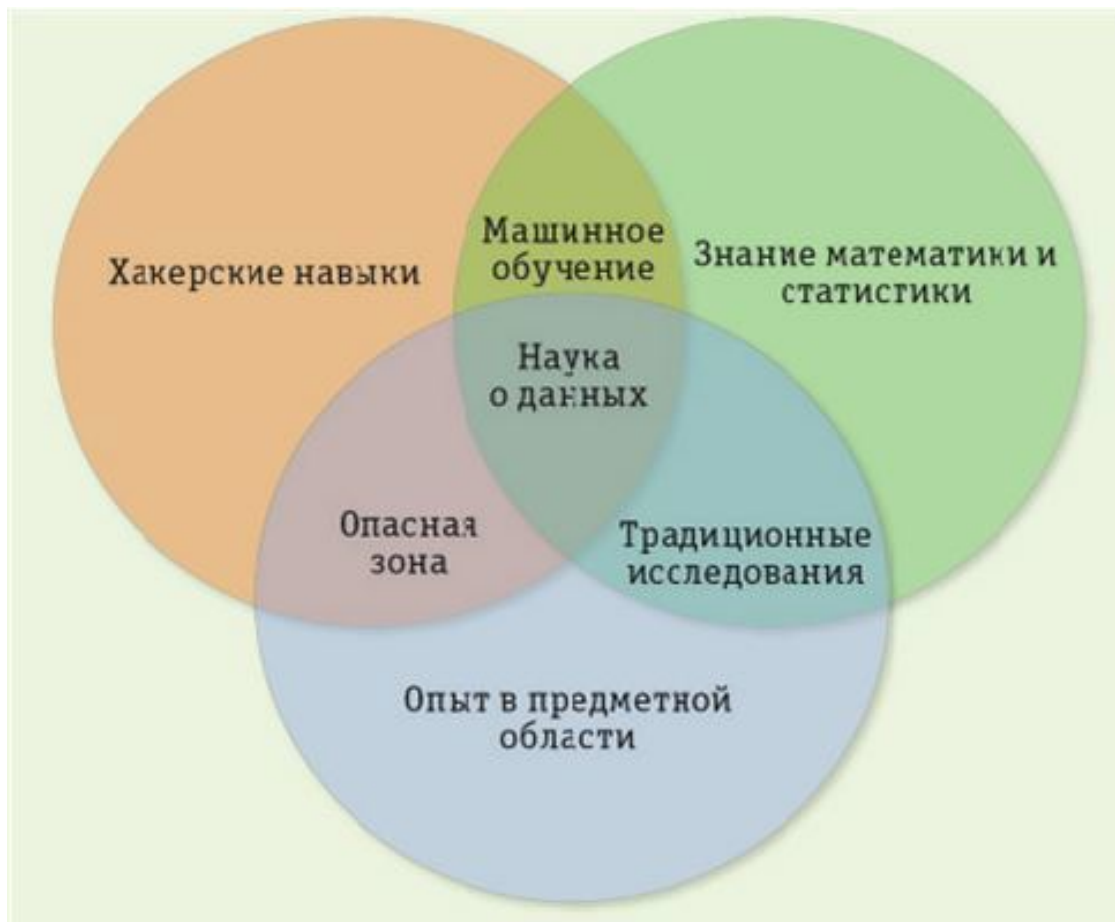 Машинное
обучение
Хакерские навыки
Знание математики и
статистики
Наука
о данных
Опасная
зона
Традиционные
исследования
Опыт в предметной
области